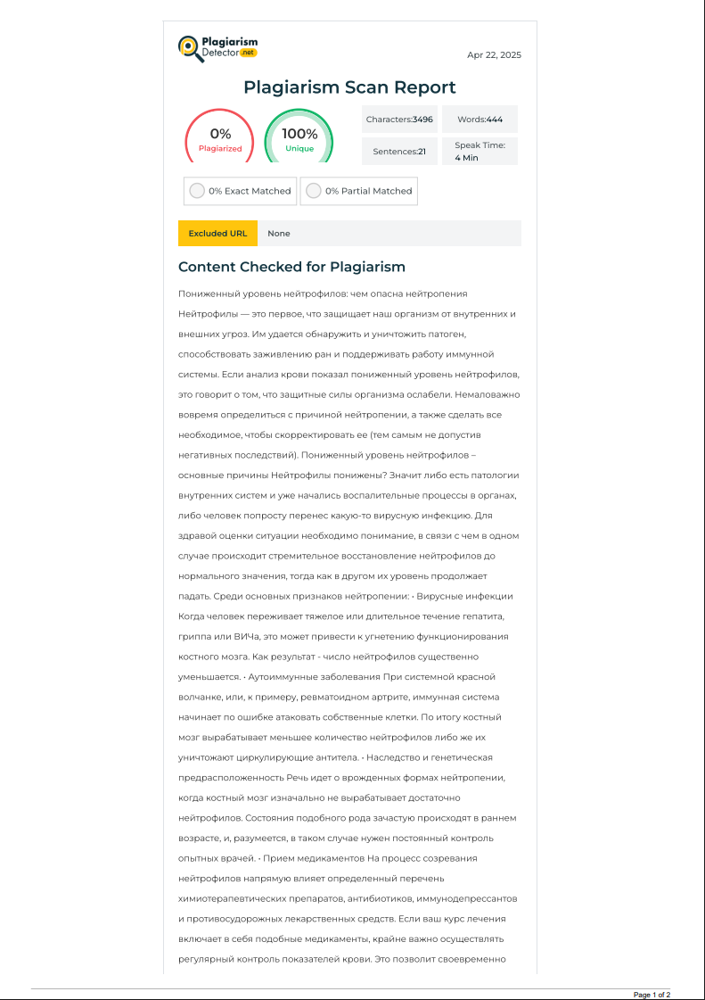 Plagiarism
Detector.net
Apr 22, 2025
Plagiarism Scan Report
0%
Plagiarized
100%
Unique
Characters:3496
Words:444
Sentences:21
Speak Time:
4 Min
0% Exact Matched
0% Partial Matched
Excluded URL
None
Content Checked for Plagiarism
Пониженный уровень нейтрофилов: чем опасна нейтропения
Нейтрофилы — это первое, что защищает наш организм от внутренних и
внешних угроз. Им удается обнаружить и уничтожить патоген,
способствовать заживлению ран и поддерживать работу иммунной
системы. Если анализ крови показал пониженный уровень нейтрофилов,
это говорит о том, что защитные силы организма ослабели. Немаловажно
вовремя определиться с причиной нейтропении, а также сделать все
необходимое, чтобы скорректировать ее (тем самым не допустив
негативных последствий). Пониженный уровень нейтрофилов –
основные причины Нейтрофилы понижены? Значит либо есть патологии
внутренних систем и уже начались воспалительные процессы в органах,
либо человек попросту перенес какую-то вирусную инфекцию. Для
здравой оценки ситуации необходимо понимание, в связи с чем в одном
случае происходит стремительное восстановление нейтрофилов до
нормального значения, тогда как в другом их уровень продолжает
падать. Среди основных признаков нейтропении: • Вирусные инфекции
Когда человек переживает тяжелое или длительное течение гепатита,
гриппа или ВИЧа, это может привести к угнетению функционирования
костного мозга. Как результат - число нейтрофилов существенно
уменьшается. • Аутоиммунные заболевания При системной красной
волчанке, или, к примеру, ревматоидном артрите, иммунная система
начинает по ошибке атаковать собственные клетки. По итогу костный
мозг вырабатывает меньшее количество нейтрофилов либо же их
уничтожают циркулирующие антитела. • Наследство и генетическая
предрасположенность Речь идет о врожденных формах нейтропении,
когда костный мозг изначально не вырабатывает достаточно
нейтрофилов. Состояния подобного рода зачастую происходят в раннем
возрасте, и, разумеется, в таком случае нужен постоянный контроль
опытных врачей. • Прием медикаментов На процесс созревания
нейтрофилов напрямую влияет определенный перечень
химиотерапевтических препаратов, антибиотиков, иммунодепрессантов
и противосудорожных лекарственных средств. Если ваш курс лечения
включает в себя подобные медикаменты, крайне важно осуществлять
регулярный контроль показателей крови. Это позволит своевременно
Page 1 of 2